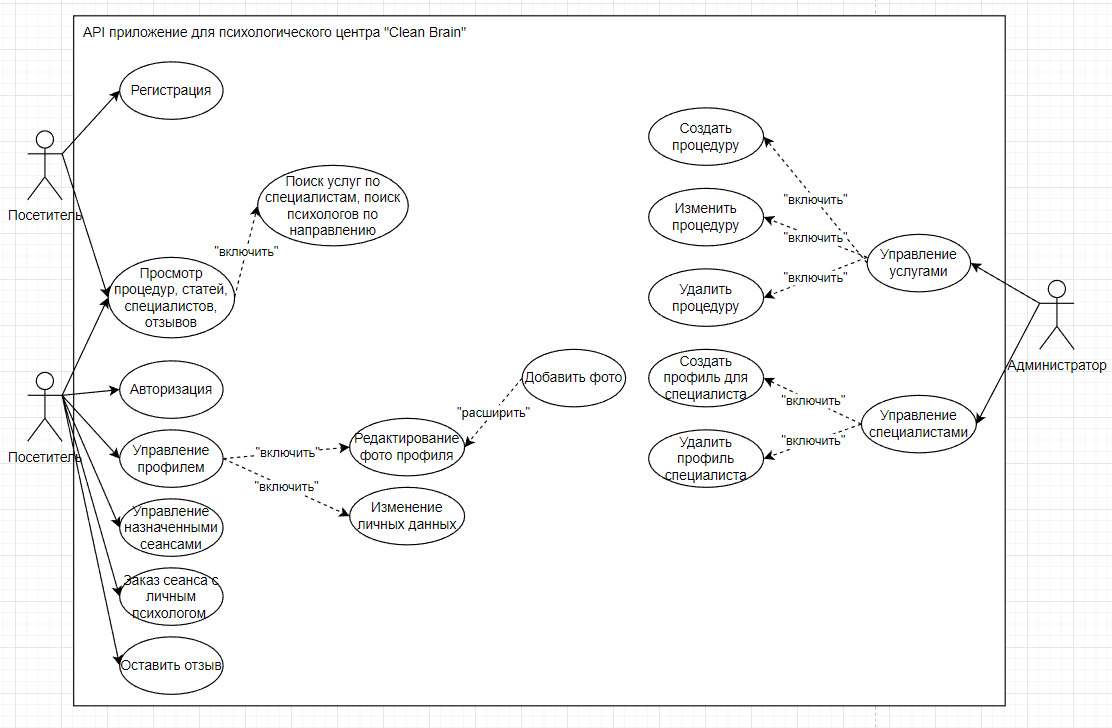 API приложение для психологического центра "Clean Brain"
Регистрация
Посетитель
Поиск услуг по
специалистам, поиск
психологов по
направлению
"включить"
Просмотр
процедур, статей,
специалистов,
отзывов
Посетитель
Авторизация
Управление
профилем
"включить"
"включить"
Редактирование
фото профиля
"расширить"
Добавить фото
Изменение
личных данных
Управление
назначенными
сеансами
Заказ сеанса с
личным
психологом
Оставить отзыв
Создать
процедуру
"включить"
Изменить
процедуру
"включить"
Удалить
процедуру
"включить"
Управление
услугами
Администратор
Создать
профиль для
специалиста
"включить"
Удалить
профиль
специалиста
"включить"
Управление
специалистами